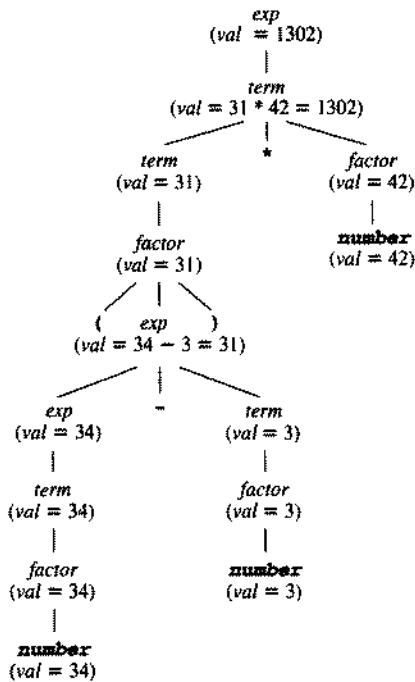 exp
(val = 1302)
term
(val = 31 * 42 = 1302)
term * factor
(val = 31) (val = 42)
factor number
(val = 31) (val = 42)
( exp )
(val = 34 – 3 = 31)
exp - term
(val = 34) (val = 3)
term factor
(val = 34) (val = 3)
factor number
(val = 34) (val = 3)
number
(val = 34)